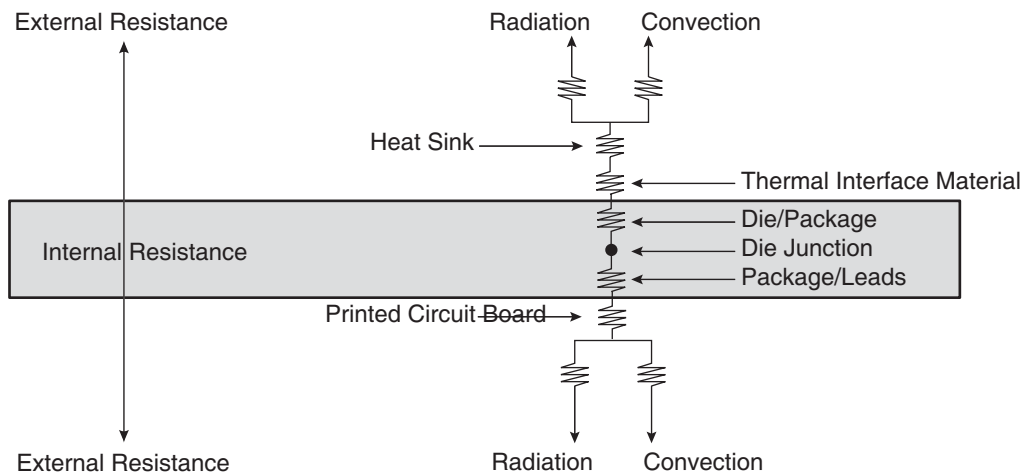 External Resistance
Radiation
Convection
Heat Sink
Thermal Interface Material
Die/Package
Internal Resistance
Die Junction
Package/Leads
Printed Circuit Board
External Resistance
Radiation
Convection